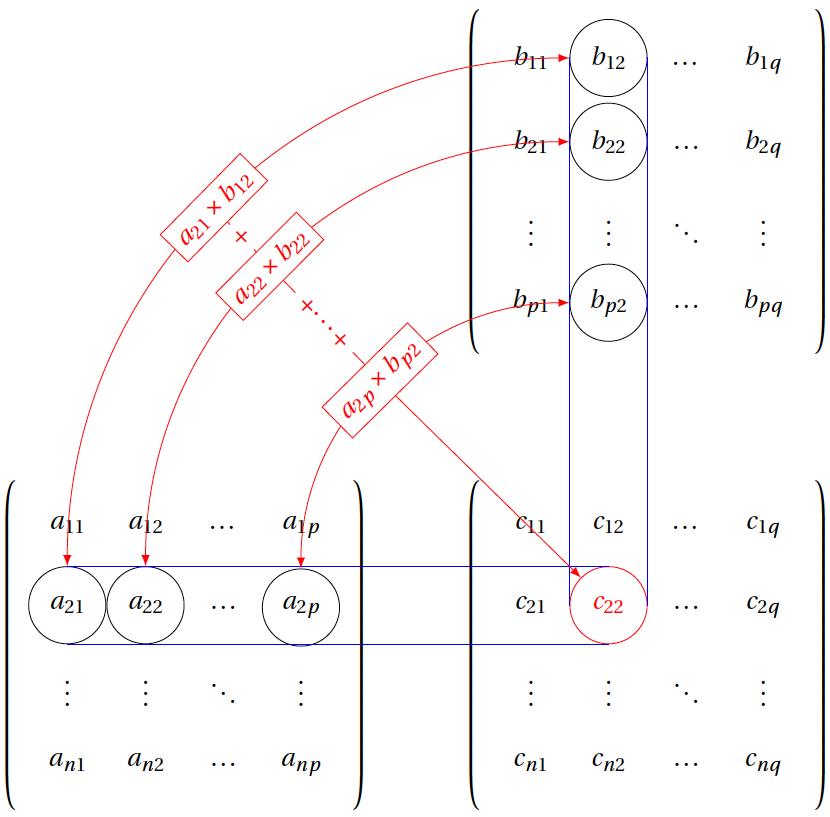 b11 b12 … b1q
b21 b22 … b2q
⋮ ⋮ ⋱ ⋮
bp1 bp2 … bpq
a21 × b12
+
a22 × b22
+ ⋱ +
a2p × bp2
a11 a12 … a1p
a21 a22 … a2p
⋮ ⋮ ⋱ ⋮
an1 an2 … anp
c11 c12 … c1q
c21 c22 … c2q
⋮ ⋮ ⋱ ⋮
cn1 cn2 … cnq